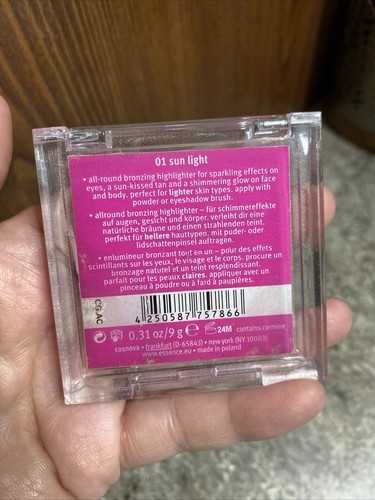 01 sun light
• all-round bronzing highlighter for sparkling effects on
eyes, a sun-kissed tan and a shimmering glow on face
and body. perfect for lighter skin types. apply with
powder or eyeshadow brush.
• allround bronzing highlighter – für schimmereffekte
auf augen, gesicht und körper. verleiht dir eine
natürliche bräune und einen strahlenden teint.
perfekt für hellere hauttypen. mit puder- oder
lidschattenpinsel auftragen.
• enlumineur bronzant tout en un – pour des effets
scintillants sur les yeux, le visage et le corps. procure un
bronzage naturel et un teint resplendissant.
parfait pour les peaux claires. appliquer avec un
pinceau à poudre ou à fard à paupières.
CG-AC
4 250587 757866
0.31 oz/9 g e 24M contains carmine
cosnova • frankfurt (D-65843) • new york (NY 10003)
www.essence.eu • made in poland